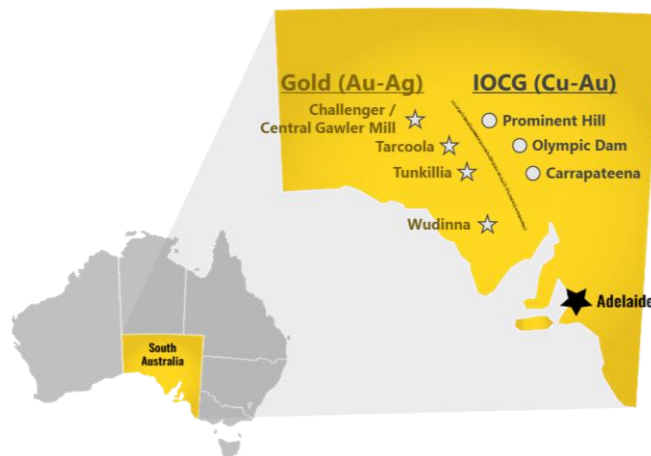 Gold (Au-Ag)
IOCG (Cu-Au)
Challenger /
Central Gawler Mill
Prominent Hill
Tarcoola
Olympic Dam
Tunkillia
Carrapateena
Wudinna
Adelaide
South
Australia